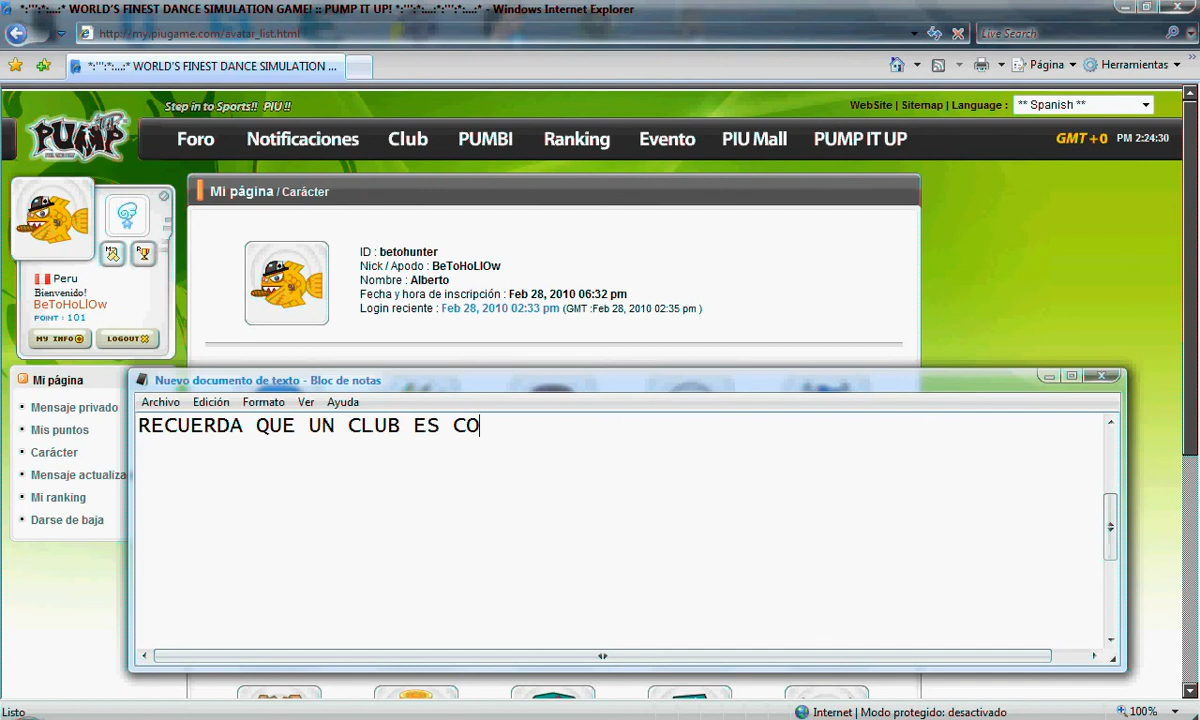 *:''':*:...:* WORLD'S FINEST DANCE SIMULATION GAME! :: PUMP IT UP! *:''':*:...:*:''':*:...:* - Windows Internet Explorer
http://my.piugame.com/avatar_list.html
Live Search
*:''':*:...:* WORLD'S FINEST DANCE SIMULATION ...
Página
Herramientas
Step in to Sports!! PIU !!
WebSite | Sitemap | Language :
** Spanish **
PUMP
Foro
Notificaciones
Club
PUMBI
Ranking
Evento
PIU Mall
PUMP IT UP
GMT+0 PM 2:24:30
Mi página / Carácter
ID : betohunter
Nick / Apodo : BeToHoLlOw
Nombre : Alberto
Fecha y hora de inscripción : Feb 28, 2010 06:32 pm
Login reciente : Feb 28, 2010 02:33 pm (GMT :Feb 28, 2010 02:35 pm )
Peru
Bienvenido!
BeToHoLlOw
POINT : 101
MY INFO
LOGOUT
Mi página
Mensaje privado
Mis puntos
Carácter
Mensaje actualiza
Mi ranking
Darse de baja
Nuevo documento de texto - Bloc de notas
Archivo Edición Formato Ver Ayuda
RECUERDA QUE UN CLUB ES CO
Listo
Internet | Modo protegido: desactivado
100%